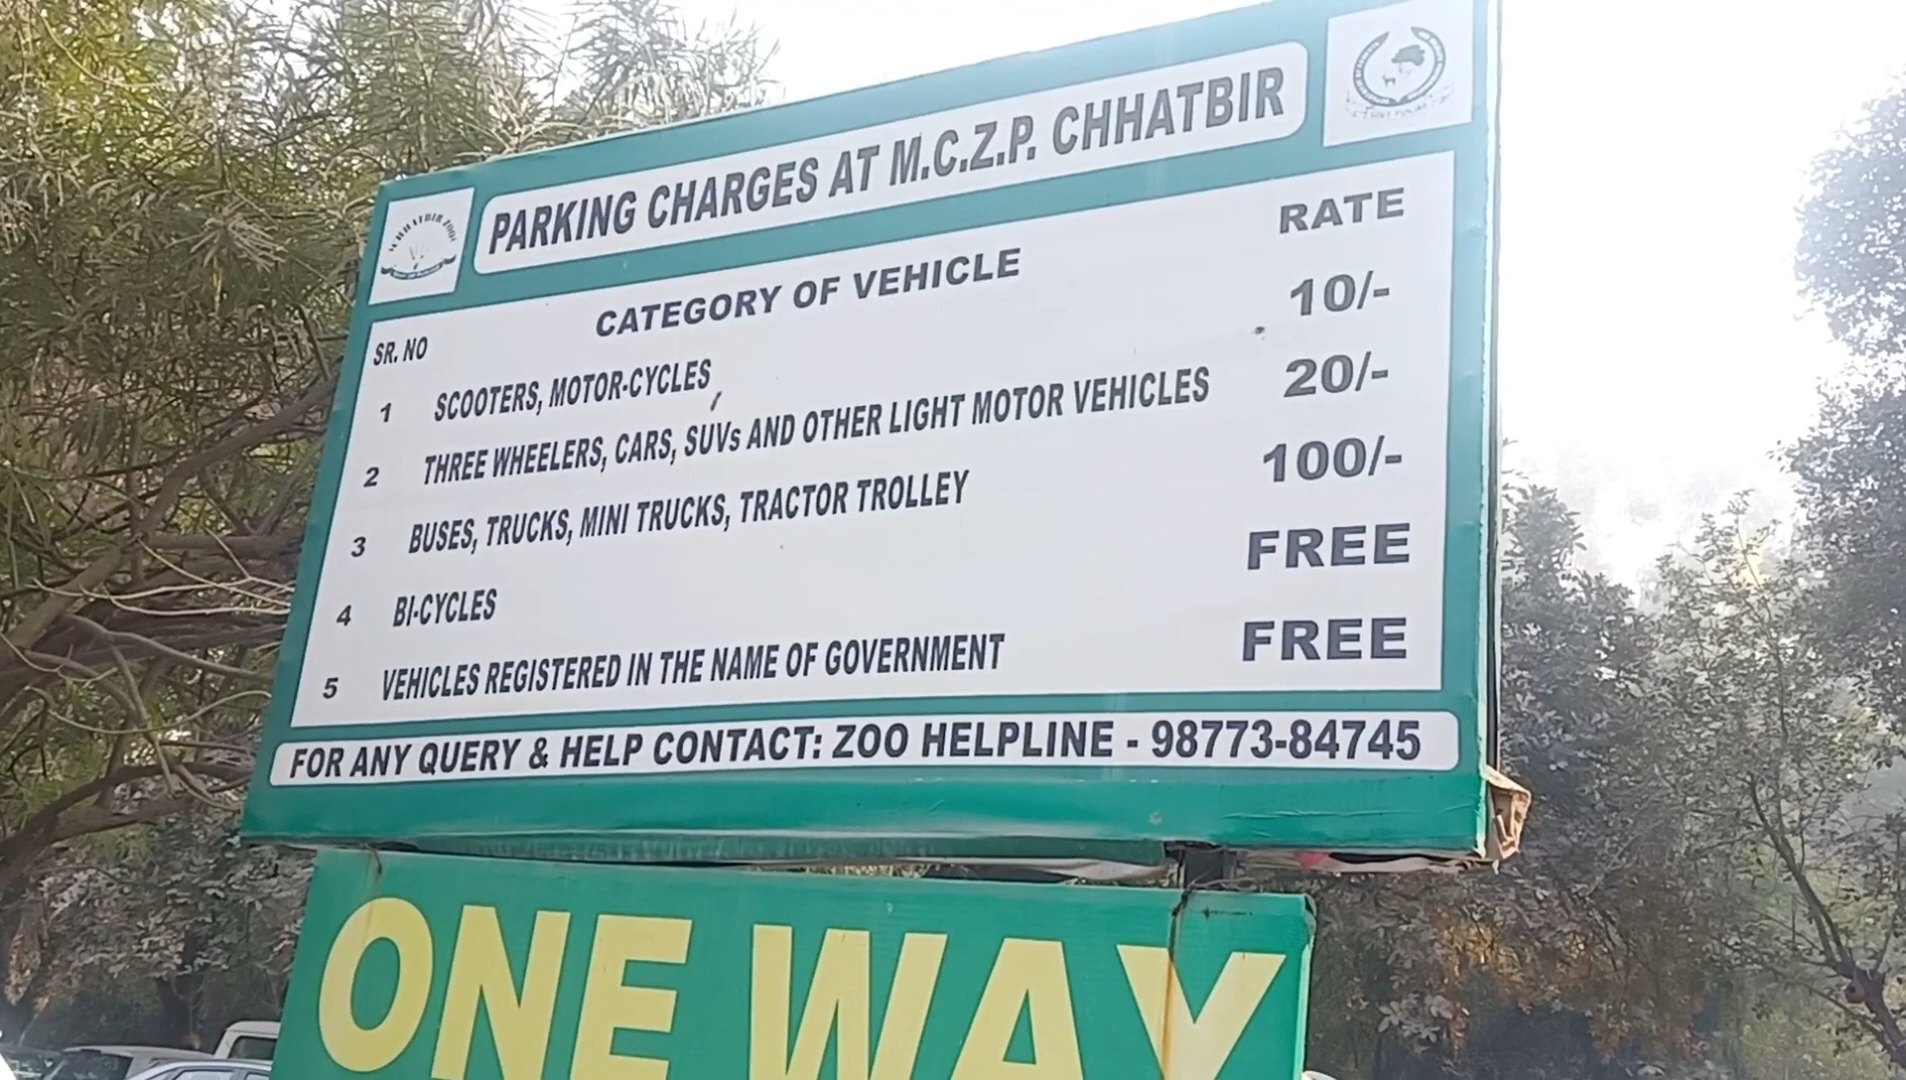 PARKING CHARGES AT M.C.Z.P. CHHATBIR
CHHATBIR ZOO
SR. NO CATEGORY OF VEHICLE RATE
1 SCOOTERS, MOTOR-CYCLES 10/-
2 THREE WHEELERS, CARS, SUVs AND OTHER LIGHT MOTOR VEHICLES 20/-
3 BUSES, TRUCKS, MINI TRUCKS, TRACTOR TROLLEY 100/-
4 BI-CYCLES FREE
5 VEHICLES REGISTERED IN THE NAME OF GOVERNMENT FREE
FOR ANY QUERY & HELP CONTACT: ZOO HELPLINE - 98773-84745
ONE WAY